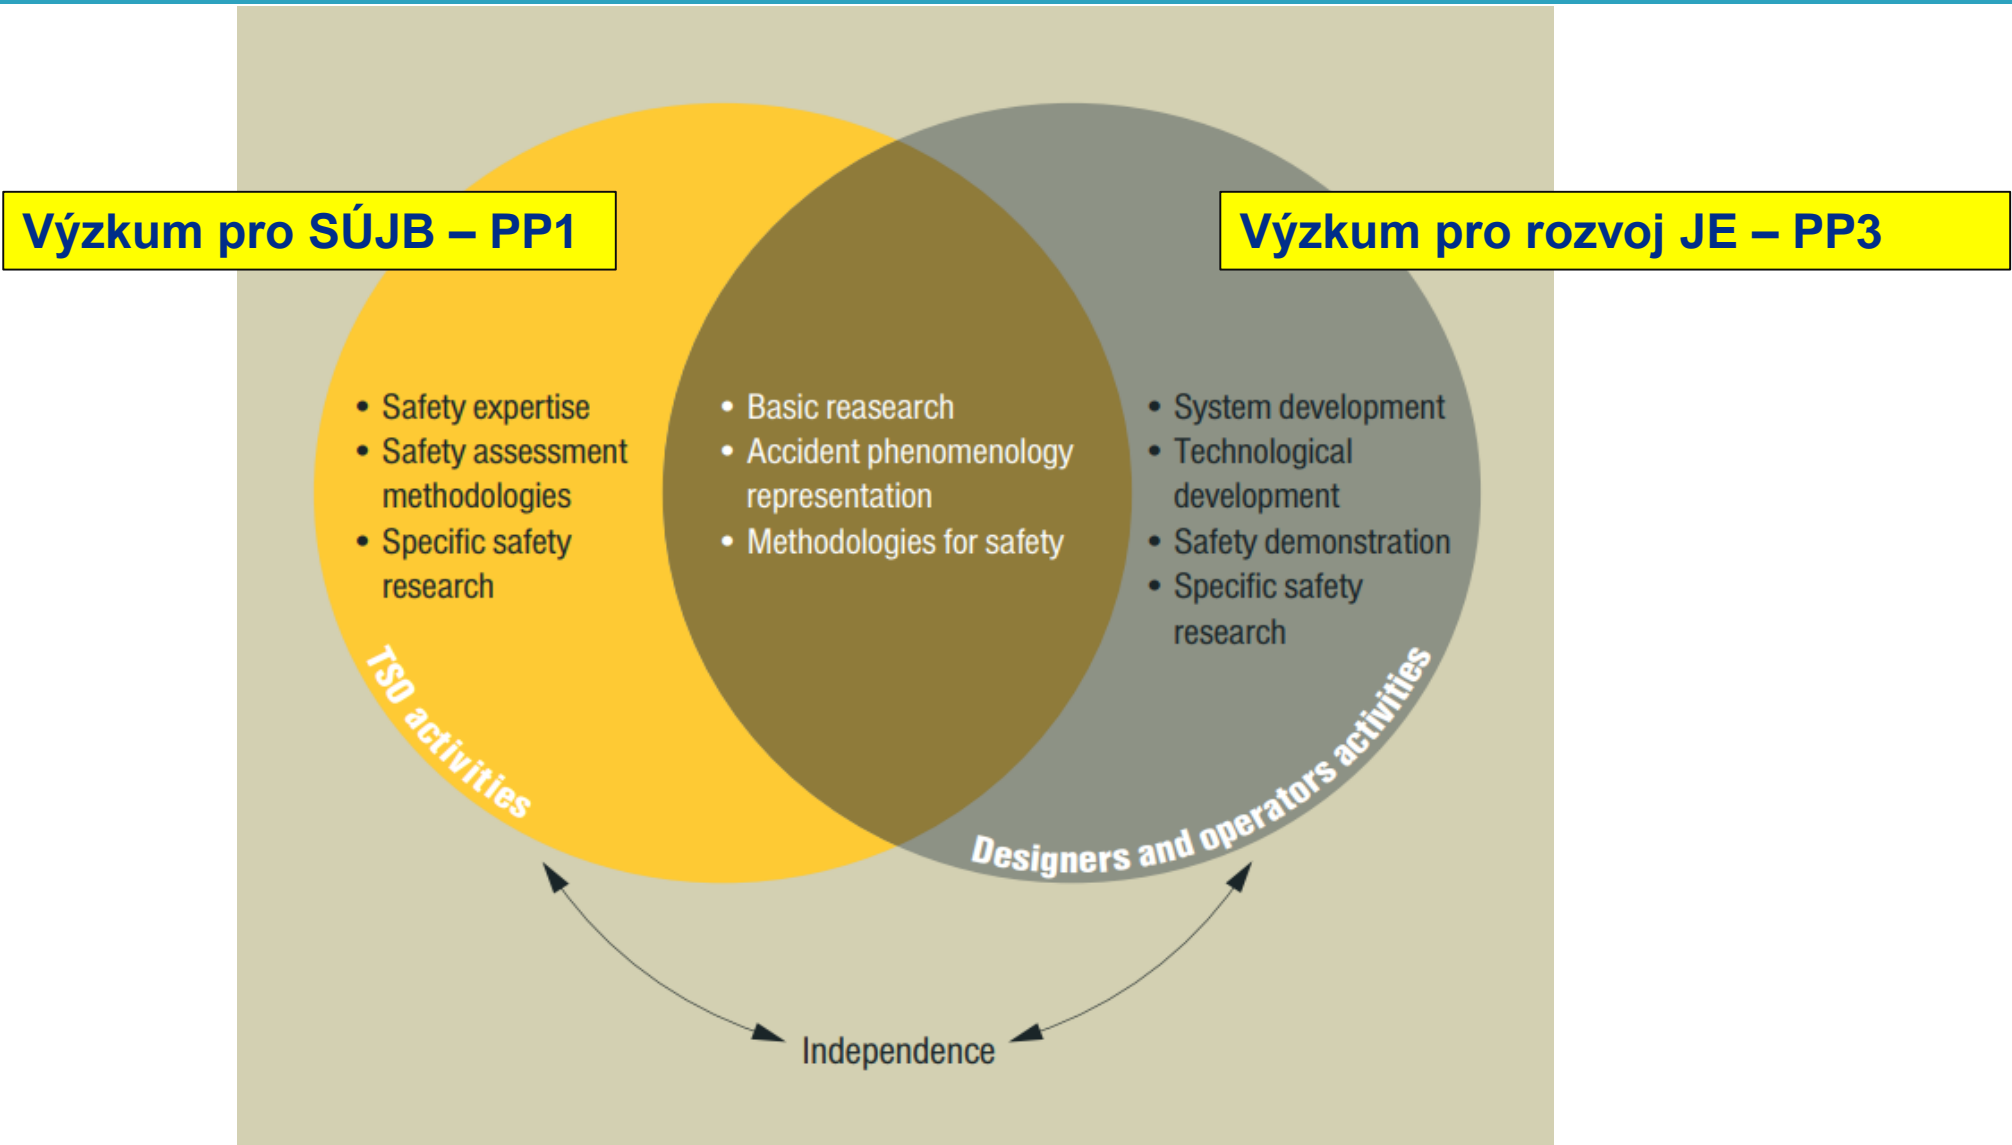 Výzkum pro SÚJB – PP1
Výzkum pro rozvoj JE – PP3
• Safety expertise
• Safety assessment
methodologies
• Specific safety
research
• Basic reasearch
• Accident phenomenology
representation
• Methodologies for safety
• System development
• Technological
development
• Safety demonstration
• Specific safety
research
TSO activities
Designers and operators activities
Independence